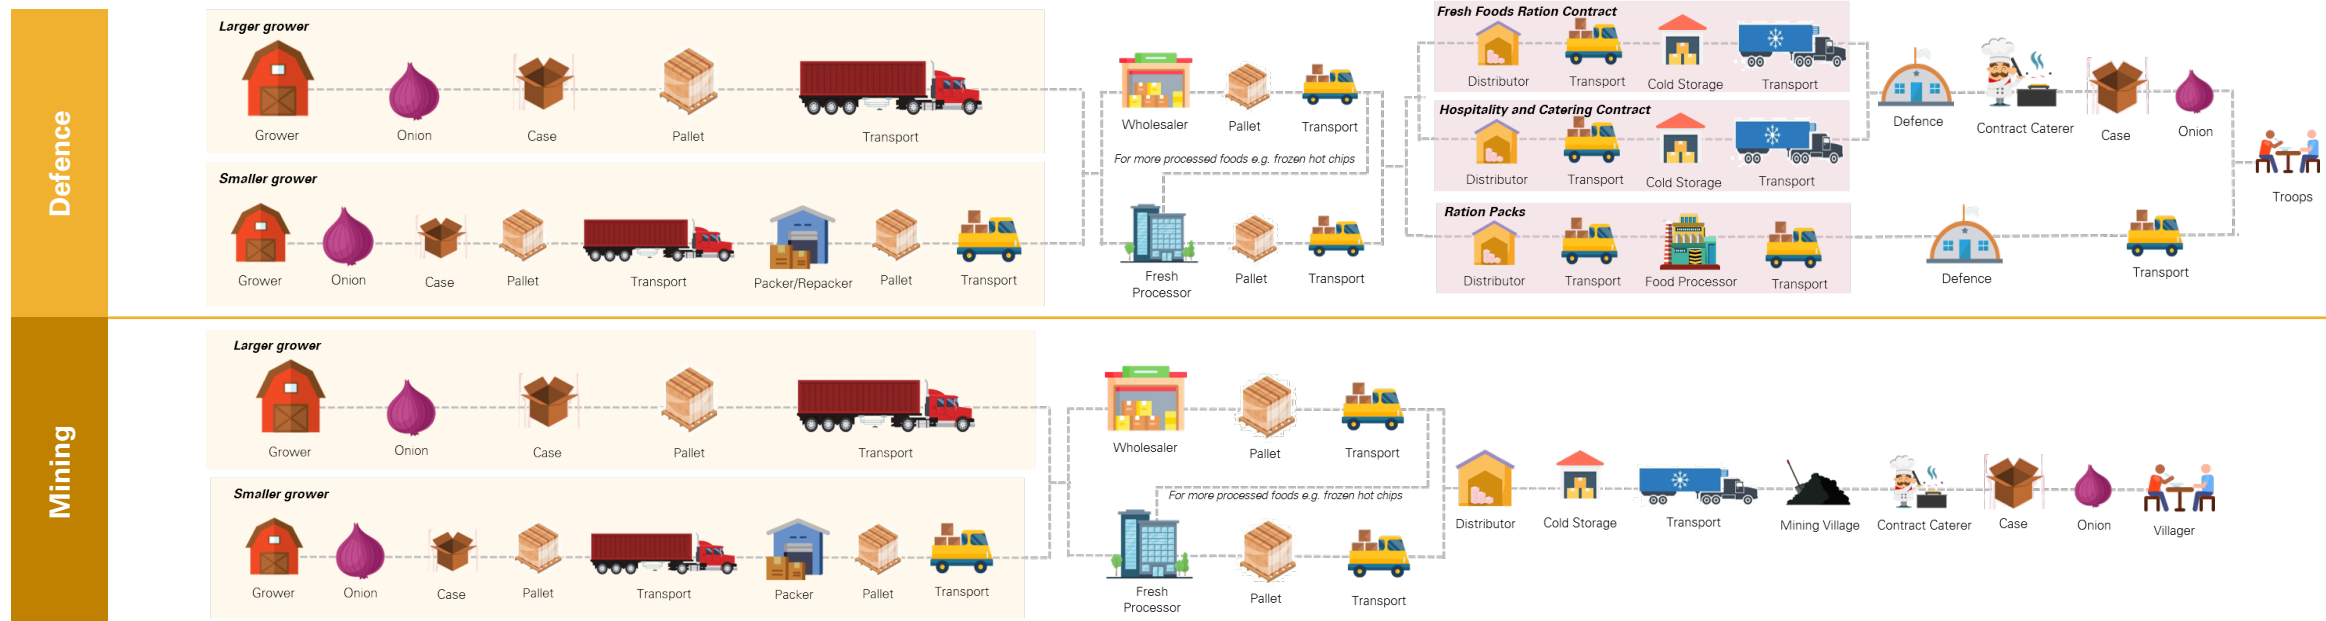 Defence
Larger grower
Grower
Onion
Case
Pallet
Transport
Smaller grower
Grower
Onion
Case
Pallet
Transport
Packer/Repacker
Pallet
Transport
Wholesaler
Pallet
Transport
For more processed foods e.g. frozen hot chips
Fresh
Processor
Pallet
Transport
Fresh Foods Ration Contract
Distributor
Transport
Cold Storage
Transport
Hospitality and Catering Contract
Distributor
Transport
Cold Storage
Transport
Ration Packs
Distributor
Transport
Food Processor
Transport
Defence
Contract Caterer
Case
Onion
Defence
Transport
Troops
Mining
Larger grower
Grower
Onion
Case
Pallet
Transport
Smaller grower
Grower
Onion
Case
Pallet
Transport
Packer
Pallet
Transport
Wholesaler
Pallet
Transport
For more processed foods e.g. frozen hot chips
Fresh
Processor
Pallet
Transport
Distributor
Cold Storage
Transport
Mining Village
Contract Caterer
Case
Onion
Villager